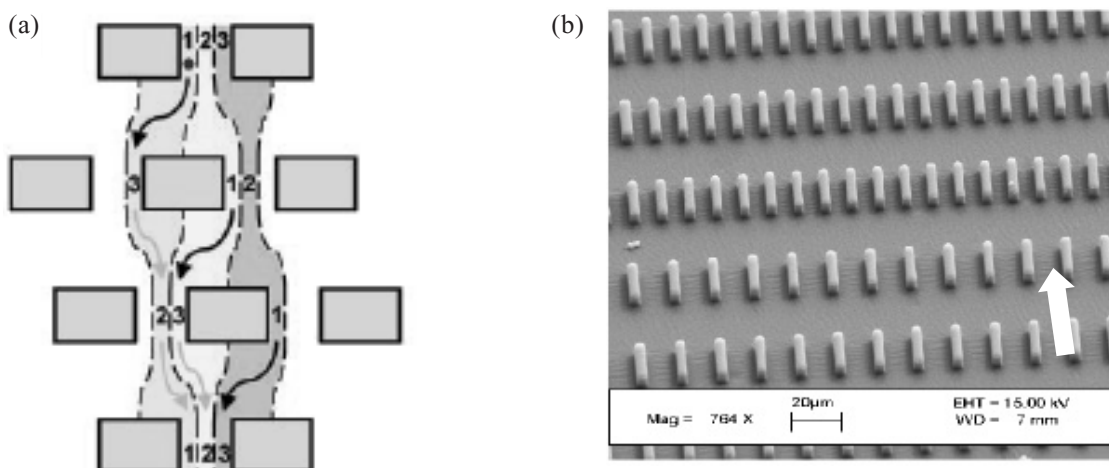 (a)
1 2 3
3 1 2
2 3 1
1 2 3
(b)
Mag = 764 X
20µm
EHT = 15.00 kV
WD = 7 mm